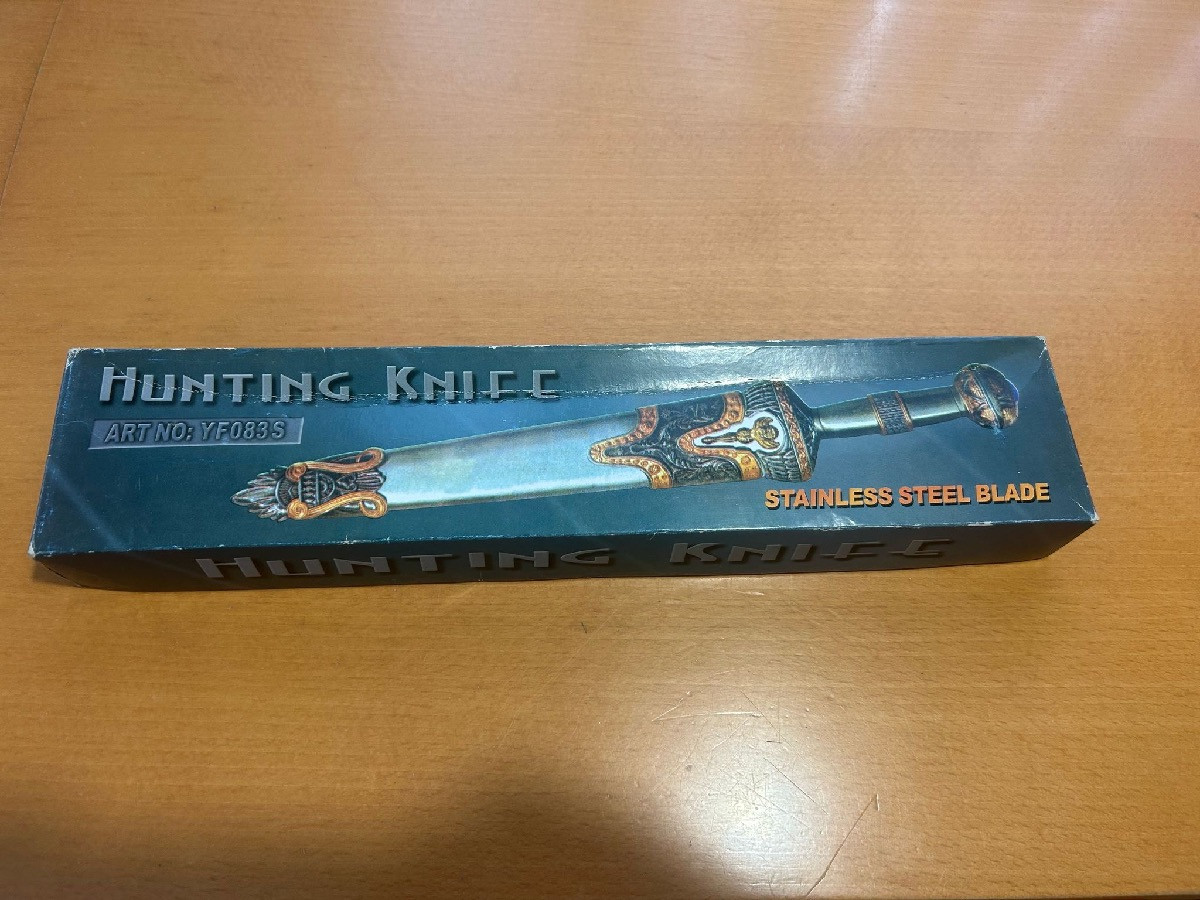 HUNTING KNIFE
ART NO: YF083S
STAINLESS STEEL BLADE
HUNTING KNIFE